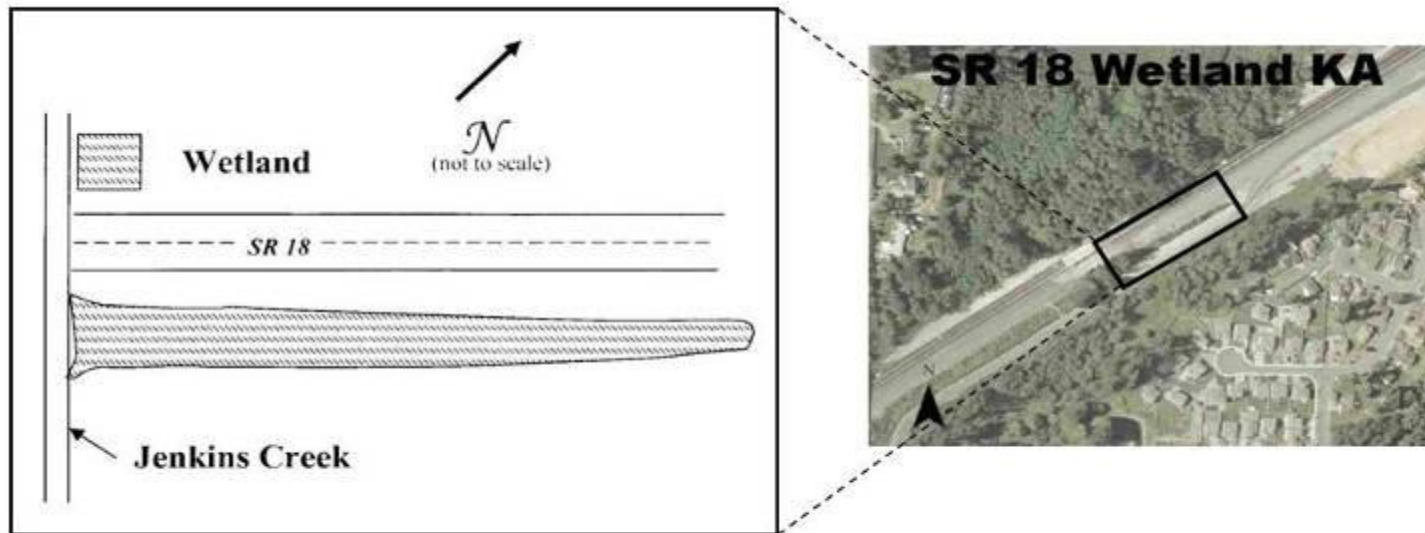 N
(not to scale)
Wetland
SR 18
Jenkins Creek
SR 18 Wetland KA
N